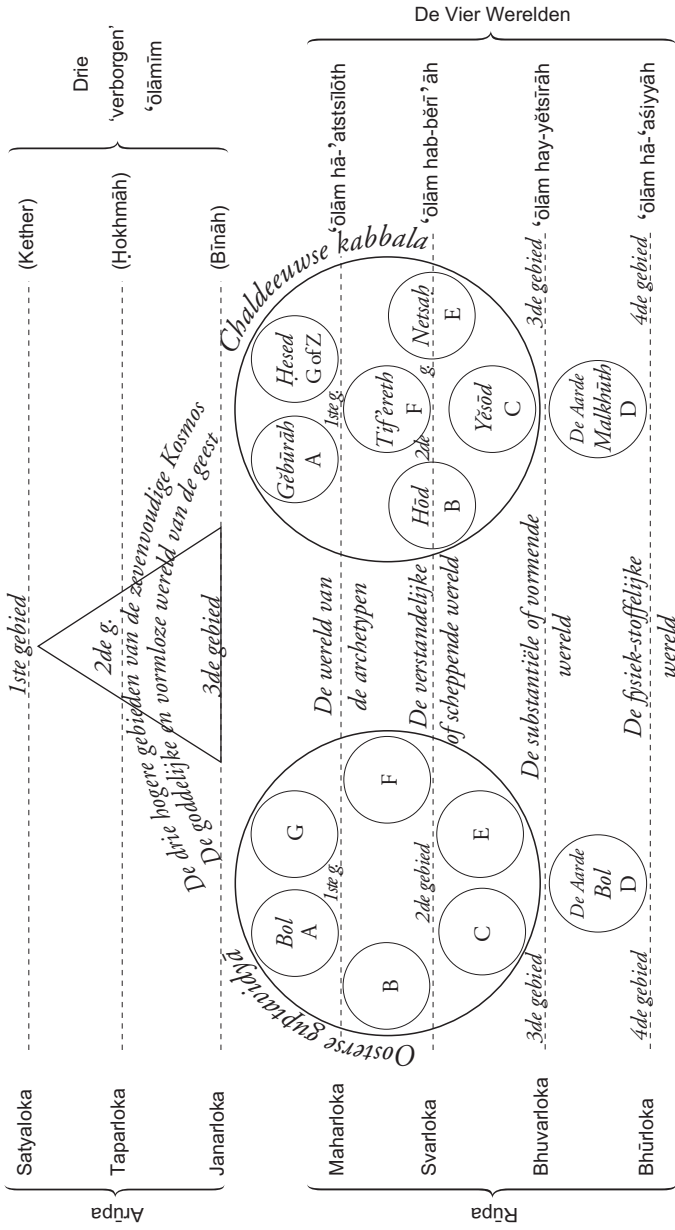 Arūpa
Satyaloka
Taparloka
Janarloka
Rūpa
Maharloka
Svarloka
Bhuvarloka
Bhūrloka
1ste gebied
2de g.
De drie hogere gebieden van de zevenvoudige Kosmos
De goddelijke en vormloze wereld van de geest
3de gebied
(Kether)
(Ḥokhmāh)
(Bīnāh)
Drie
‘verborgen’
‘ōlāmīm
Oosterse guptavidyā
Bol
A
G
1ste g.
B
F
2de gebied
C
E
3de gebied
De Aarde
Bol
D
4de gebied
De wereld van
de archetypen
De verstandelijke
of scheppende wereld
De substantiële of vormende
wereld
De fysiek-stoffelijke
wereld
Chaldeeuwse kabbala
Gĕbūrāh
A
Ḥesed
G of Z
1ste g.
Tif’ereth
F
2de g.
Hōd
B
Netsaḥ
E
Yĕsōd
C
3de gebied
De Aarde
Malkhūth
D
4de gebied
‘ōlām hā-’atstsīlōth
‘ōlām hab-bĕrī’āh
‘ōlām hay-yĕtsīrāh
‘ōlām hā-‘aśiyyāh
De Vier Werelden